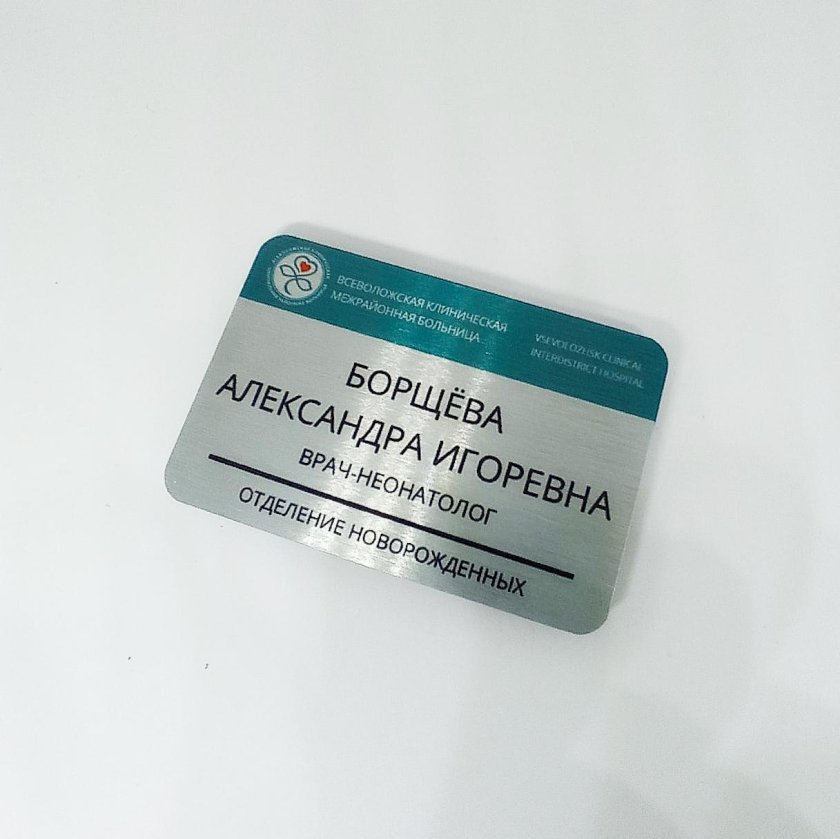 ВСЕВОЛОЖСКАЯ КЛИНИЧЕСКАЯ
МЕЖРАЙОННАЯ БОЛЬНИЦА
VSEVOLOZHSK CLINICAL
INTERDISTRICT HOSPITAL
БОРЩЁВА
АЛЕКСАНДРА ИГОРЕВНА
ВРАЧ-НЕОНАТОЛОГ
ОТДЕЛЕНИЕ НОВОРОЖДЕННЫХ